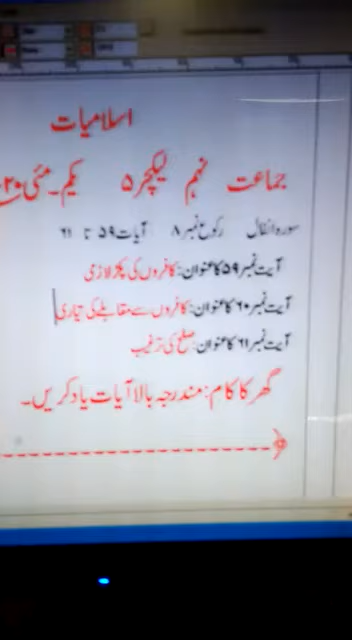 اسلامیات
جماعت نہم لیکچر ۵ یکم۔مئی
سورہ انفال رکوع نمبر ۸ آیات ۵۹ تا ۶۱
آیت نمبر ۵۹ کا عنوان: کافروں کی پکڑ لازمی
آیت نمبر ۶۰ کا عنوان: کافروں سے مقابلے کی تیاری
آیت نمبر ۶۱ کا عنوان: صلح کی ترغیب
گھر کا کام: مندرجہ بالا آیات یاد کریں۔